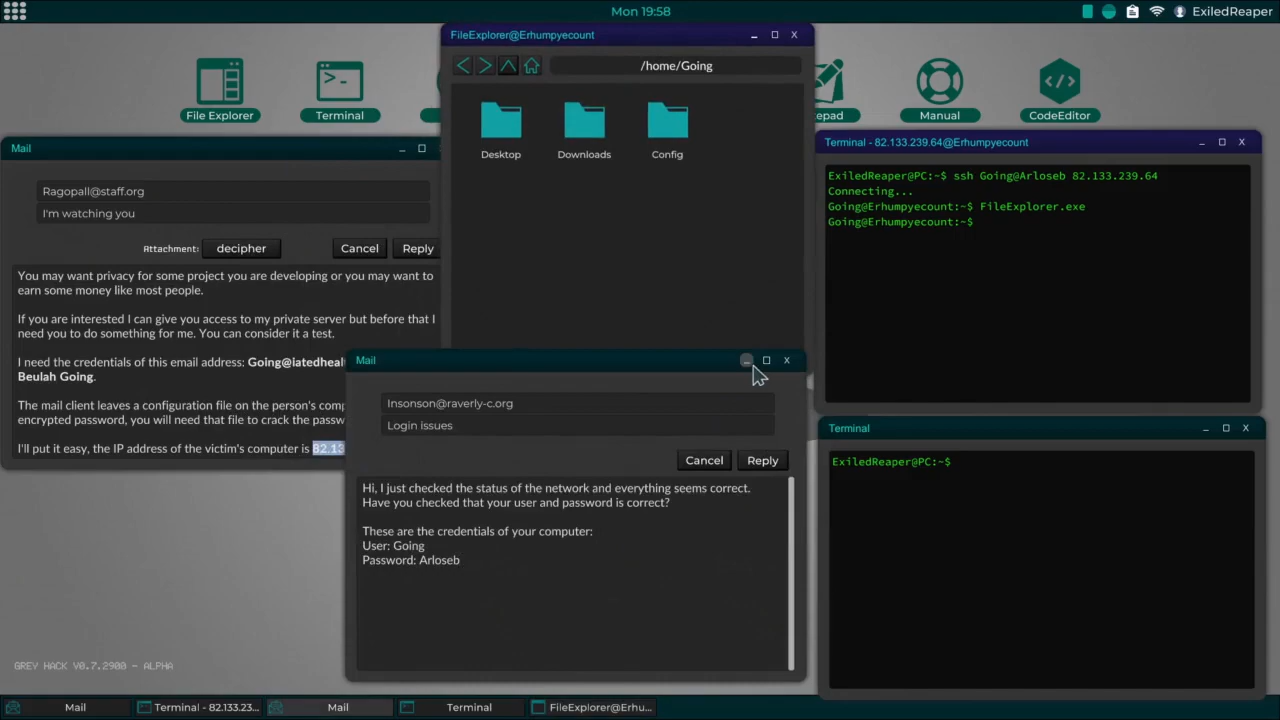 Mon 19:58
ExiledReaper
File Explorer
Terminal
Manual
CodeEditor
FileExplorer@Erhumpyecount
_ X
/home/Going
Desktop
Downloads
Config
Mail
_
Ragopall@staff.org
I'm watching you
Attachment: decipher Cancel Reply
You may want privacy for some project you are developing or you may want to
earn some money like most people.
If you are interested I can give you access to my private server but before that I
need you to do something for me. You can consider it a test.
I need the credentials of this email address: Going@iatedheal
Beulah Going.
The mail client leaves a configuration file on the person's comp
encrypted password, you will need that file to crack the passw
I'll put it easy, the IP address of the victim's computer is 82.13
Mail
_ X
Insonson@raverly-c.org
Login issues
Cancel Reply
Hi, I just checked the status of the network and everything seems correct.
Have you checked that your user and password is correct?
These are the credentials of your computer:
User: Going
Password: Arloseb
Terminal - 82.133.239.64@Erhumpyecount
_ X
ExiledReaper@PC:~$ ssh Going@Arloseb 82.133.239.64
Connecting...
Going@Erhumpyecount:~$ FileExplorer.exe
Going@Erhumpyecount:~$
Terminal
_ X
ExiledReaper@PC:~$
GREY HACK V0.7.2900 - ALPHA
Mail
Terminal - 82.133.23...
Mail
Terminal
FileExplorer@Erhu...